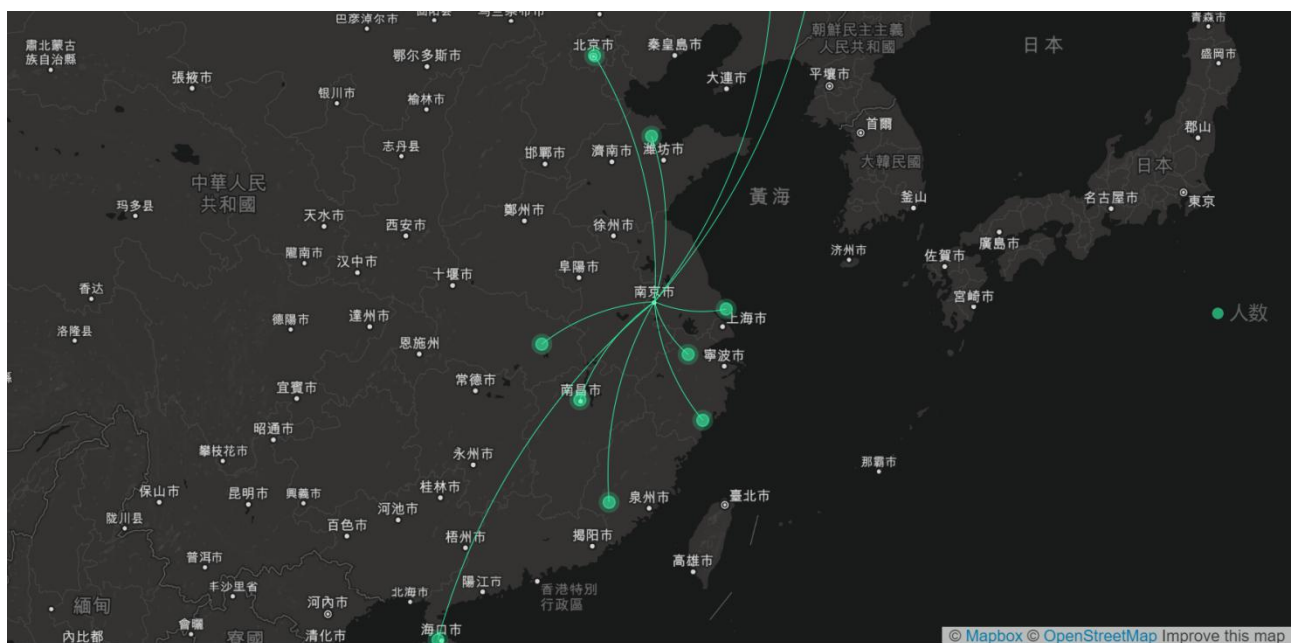 巴彦淖尔市
青森市
肅北蒙古
族自治縣
北京市
秦皇島市
朝鮮民主主義
人民共和國
日本
鄂尔多斯市
盛岡市
張掖市
大連市
平壤市
银川市
榆林市
首爾
郡山
志丹县
邯鄲市
濟南市
濰坊市
大韓民國
日本
中華人民
共和國
玛多县
天水市
西安市
鄭州市
徐州市
黃海
釜山
名古屋市
東京
隴南市
汉中市
十堰市
阜陽市
济州市
佐賀市
廣島市
香达
南京市
宮崎市
洛隆县
德陽市
達州市
恩施州
上海市
人数
宜賓市
常德市
南昌市
寧波市
昭通市
攀枝花市
永州市
那霸市
保山市
昆明市
興義市
桂林市
河池市
泉州市
臺北市
陇川县
百色市
梧州市
揭阳市
高雄市
普洱市
丰沙里省
北海市
陽江市
香港特別
行政區
緬甸
河內市
會曬
海口市
內比都
寮國
清化市
© Mapbox © OpenStreetMap Improve this map